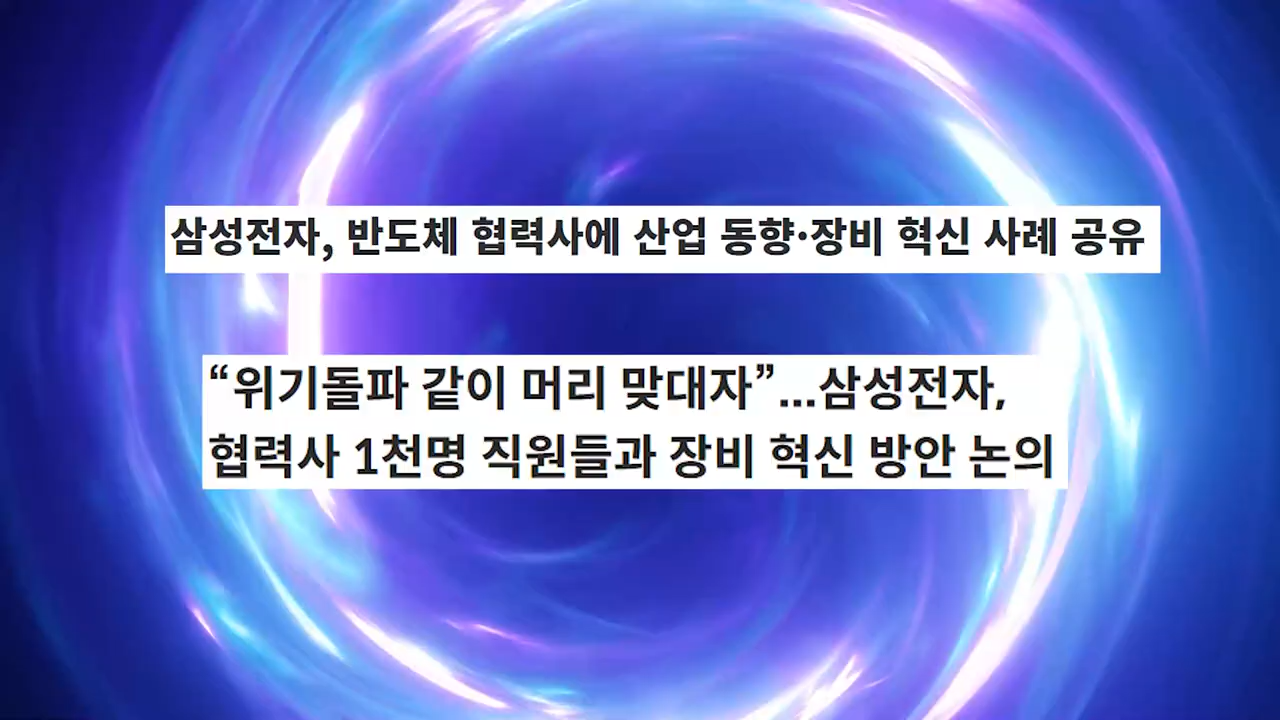 삼성전자, 반도체 협력사에 산업 동향·장비 혁신 사례 공유
“위기돌파 같이 머리 맞대자”...삼성전자,
협력사 1천명 직원들과 장비 혁신 방안 논의